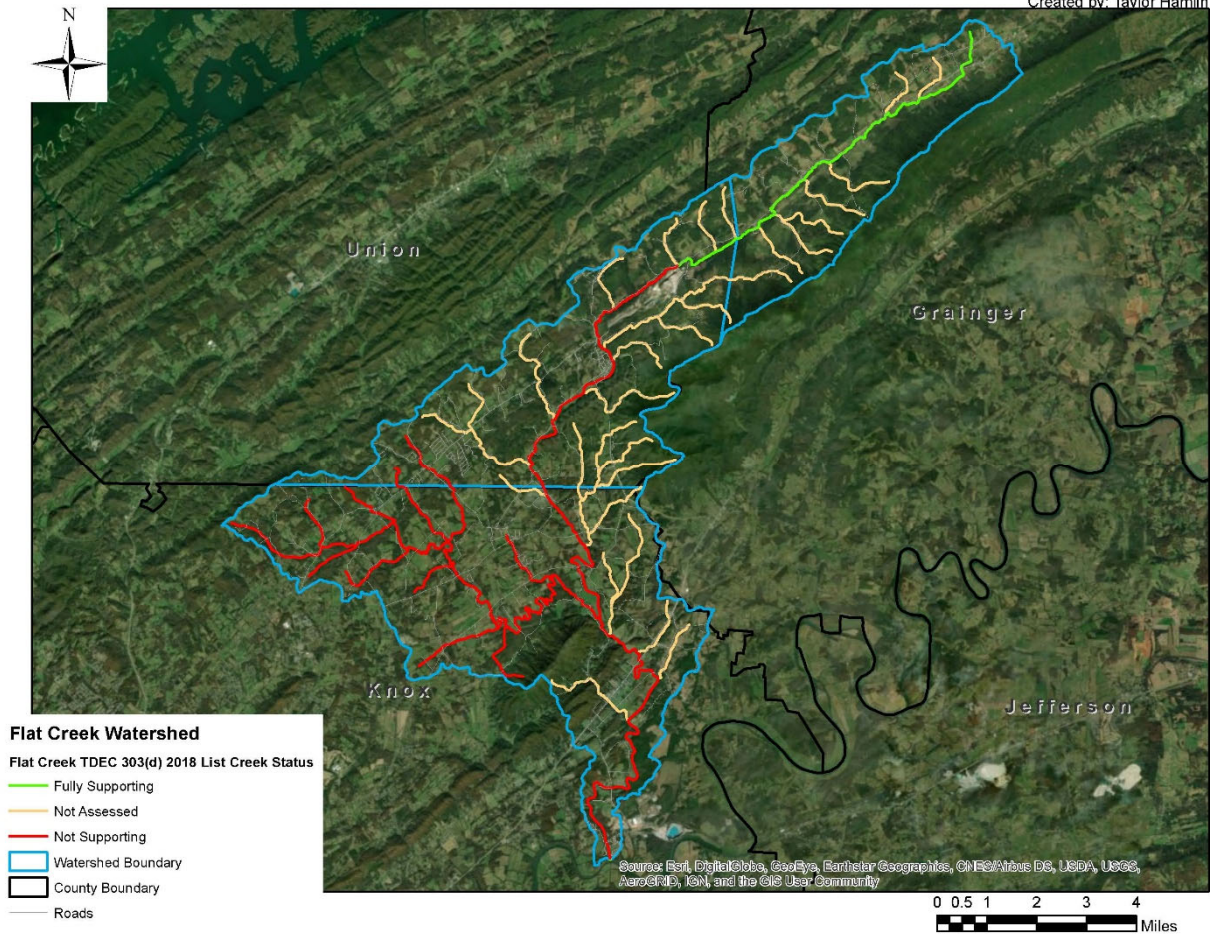 Created by: Taylor Hamlin
N
Union
Grainger
Knox
Jefferson
Flat Creek Watershed
Flat Creek TDEC 303(d) 2018 List Creek Status
Fully Supporting
Not Assessed
Not Supporting
Watershed Boundary
County Boundary
Roads
Source: Esri, DigitalGlobe, GeoEye, Earthstar Geographics, CNES/Airbus DS, USDA, USGS,
AeroGRID, IGN, and the GIS User Community
0 0.5 1 2 3 4
Miles